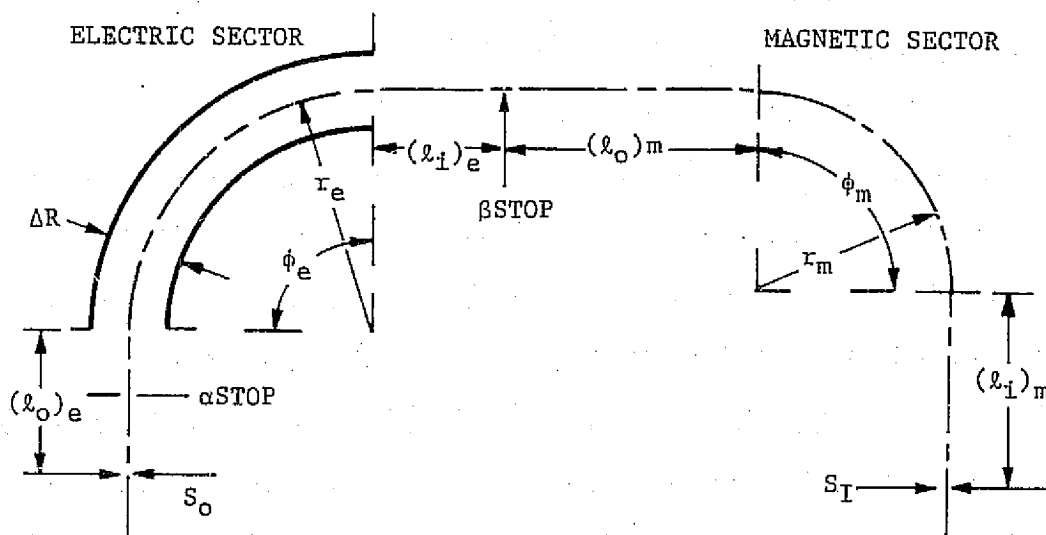 ELECTRIC SECTOR
MAGNETIC SECTOR
(ℓi)e
(ℓo)m
re
βSTOP
ϕm
ΔR
ϕe
rm
(ℓo)e
αSTOP
(ℓi)m
So
SI